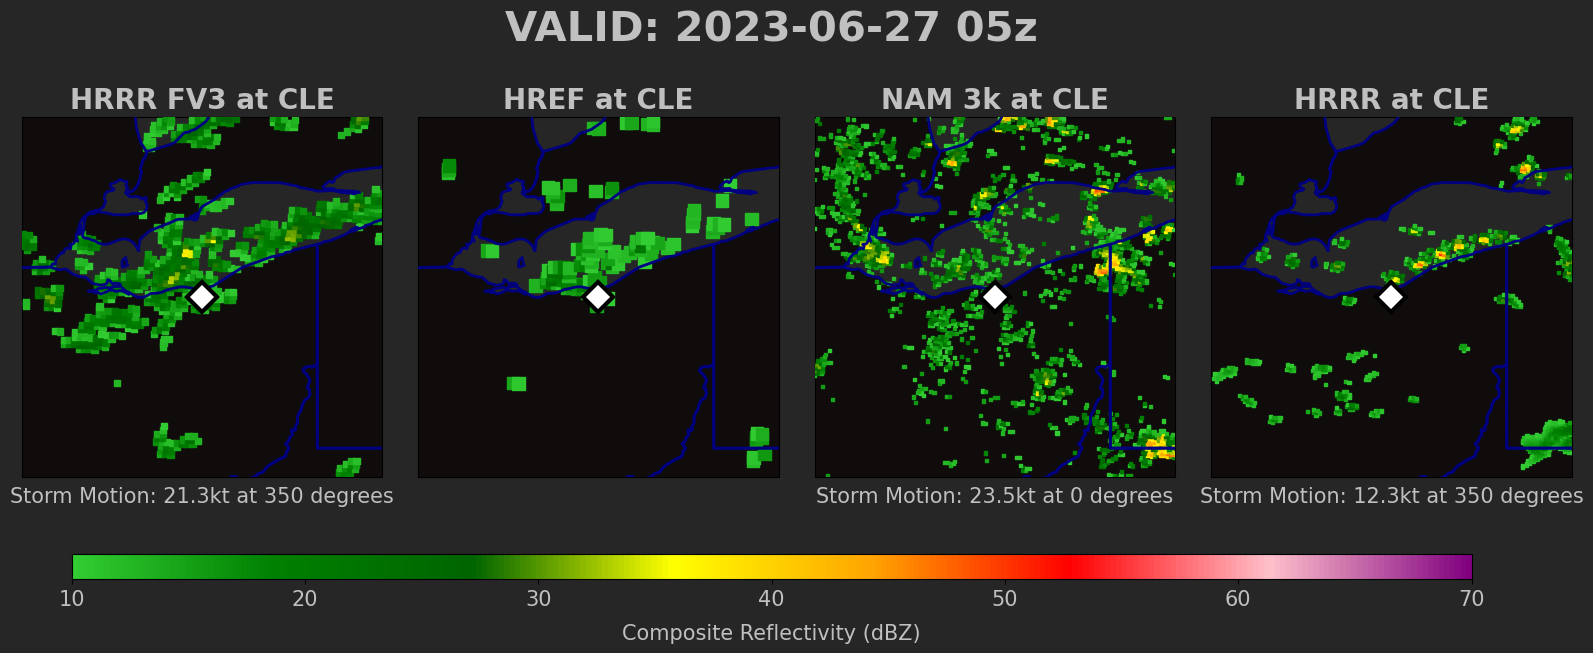 VALID: 2023-06-27 05z
HRRR FV3 at CLE
HREF at CLE
NAM 3k at CLE
HRRR at CLE
Storm Motion: 21.3kt at 350 degrees
Storm Motion: 23.5kt at 0 degrees
Storm Motion: 12.3kt at 350 degrees
10 20 30 40 50 60 70
Composite Reflectivity (dBZ)